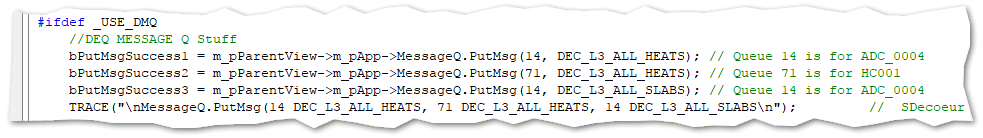 #ifdef _USE_DMQ
//DEQ MESSAGE Q Stuff
bPutMsgSuccess1 = m_pParentView->m_pApp->MessageQ.PutMsg(14, DEC_L3_ALL_HEATS); // Queue 14 is for ADC_0004
bPutMsgSuccess2 = m_pParentView->m_pApp->MessageQ.PutMsg(71, DEC_L3_ALL_HEATS); // Queue 71 is for HC001
bPutMsgSuccess3 = m_pParentView->m_pApp->MessageQ.PutMsg(14, DEC_L3_ALL_SLABS); // Queue 14 is for ADC_0004
TRACE("\nMessageQ.PutMsg(14 DEC_L3_ALL_HEATS, 71 DEC_L3_ALL_HEATS, 14 DEC_L3_ALL_SLABS\n"); // SDecoeur